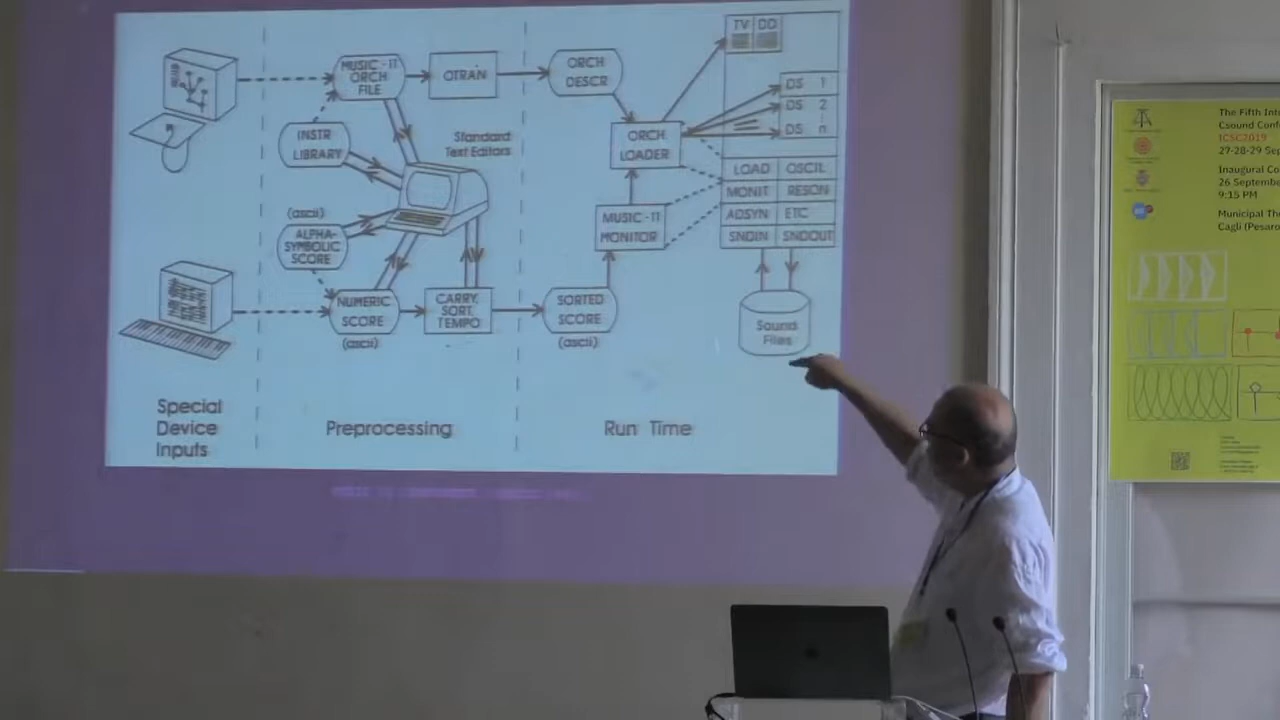 MUSIC-11
ORCH
FILE
OTRAN
ORCH
DESCR
TV DD
DS 1
DS 2
DS n
INSTR
LIBRARY
Standard
Text Editors
ORCH
LOADER
LOAD OSCIL
MONIT RESON
ADSYN ETC
SNDIN SNDOUT
(ascii)
ALPHA-
SYMBOLIC
SCORE
MUSIC-11
MONITOR
NUMERIC
SCORE
(ascii)
CARRY,
SORT,
TEMPO
SORTED
SCORE
(ascii)
Sound
Files
Special
Device
Inputs
Preprocessing
Run Time
The Fifth Int
Csound Conf
ICSC2019
27-28-29 Sep
Inaugural Co
26 Septembe
9:15 PM
Municipal The
Cagli (Pesaro